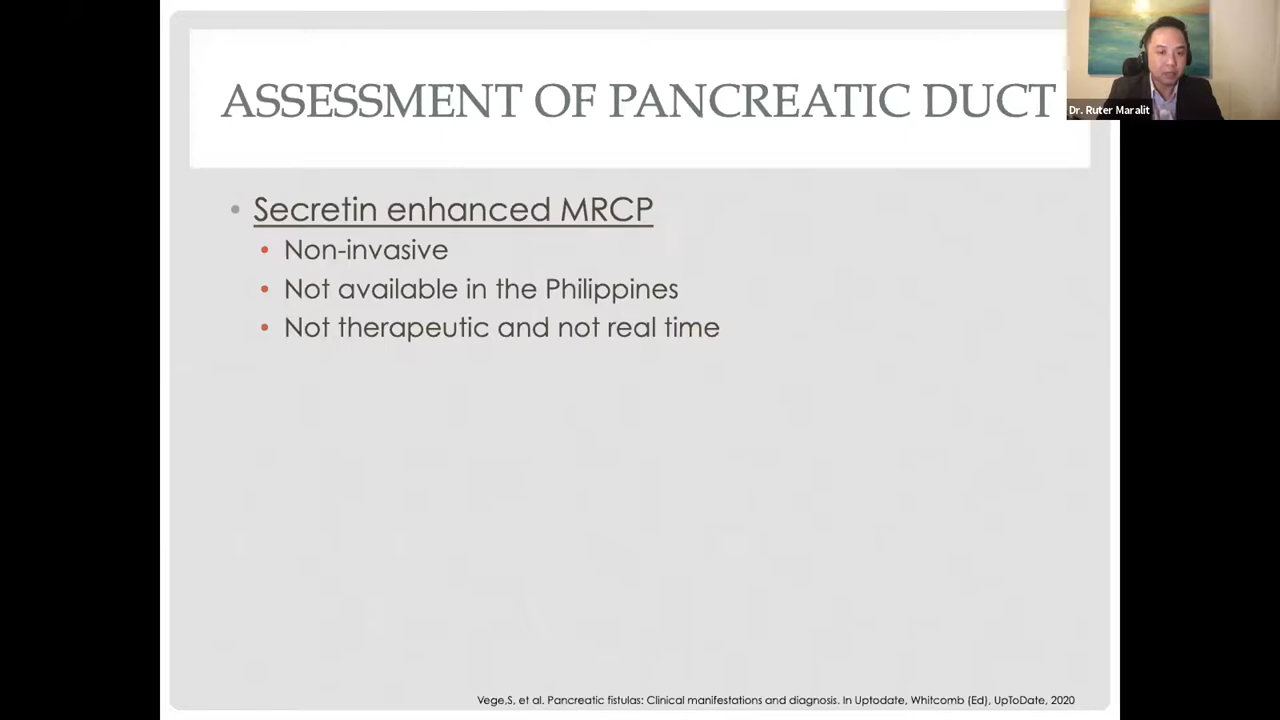 ASSESSMENT OF PANCREATIC DUCT
Dr. Ruter Maralit
• Secretin enhanced MRCP
• Non-invasive
• Not available in the Philippines
• Not therapeutic and not real time
Vege,S, et al. Pancreatic fistulas: Clinical manifestations and diagnosis. In Uptodate, Whitcomb (Ed), UpToDate, 2020